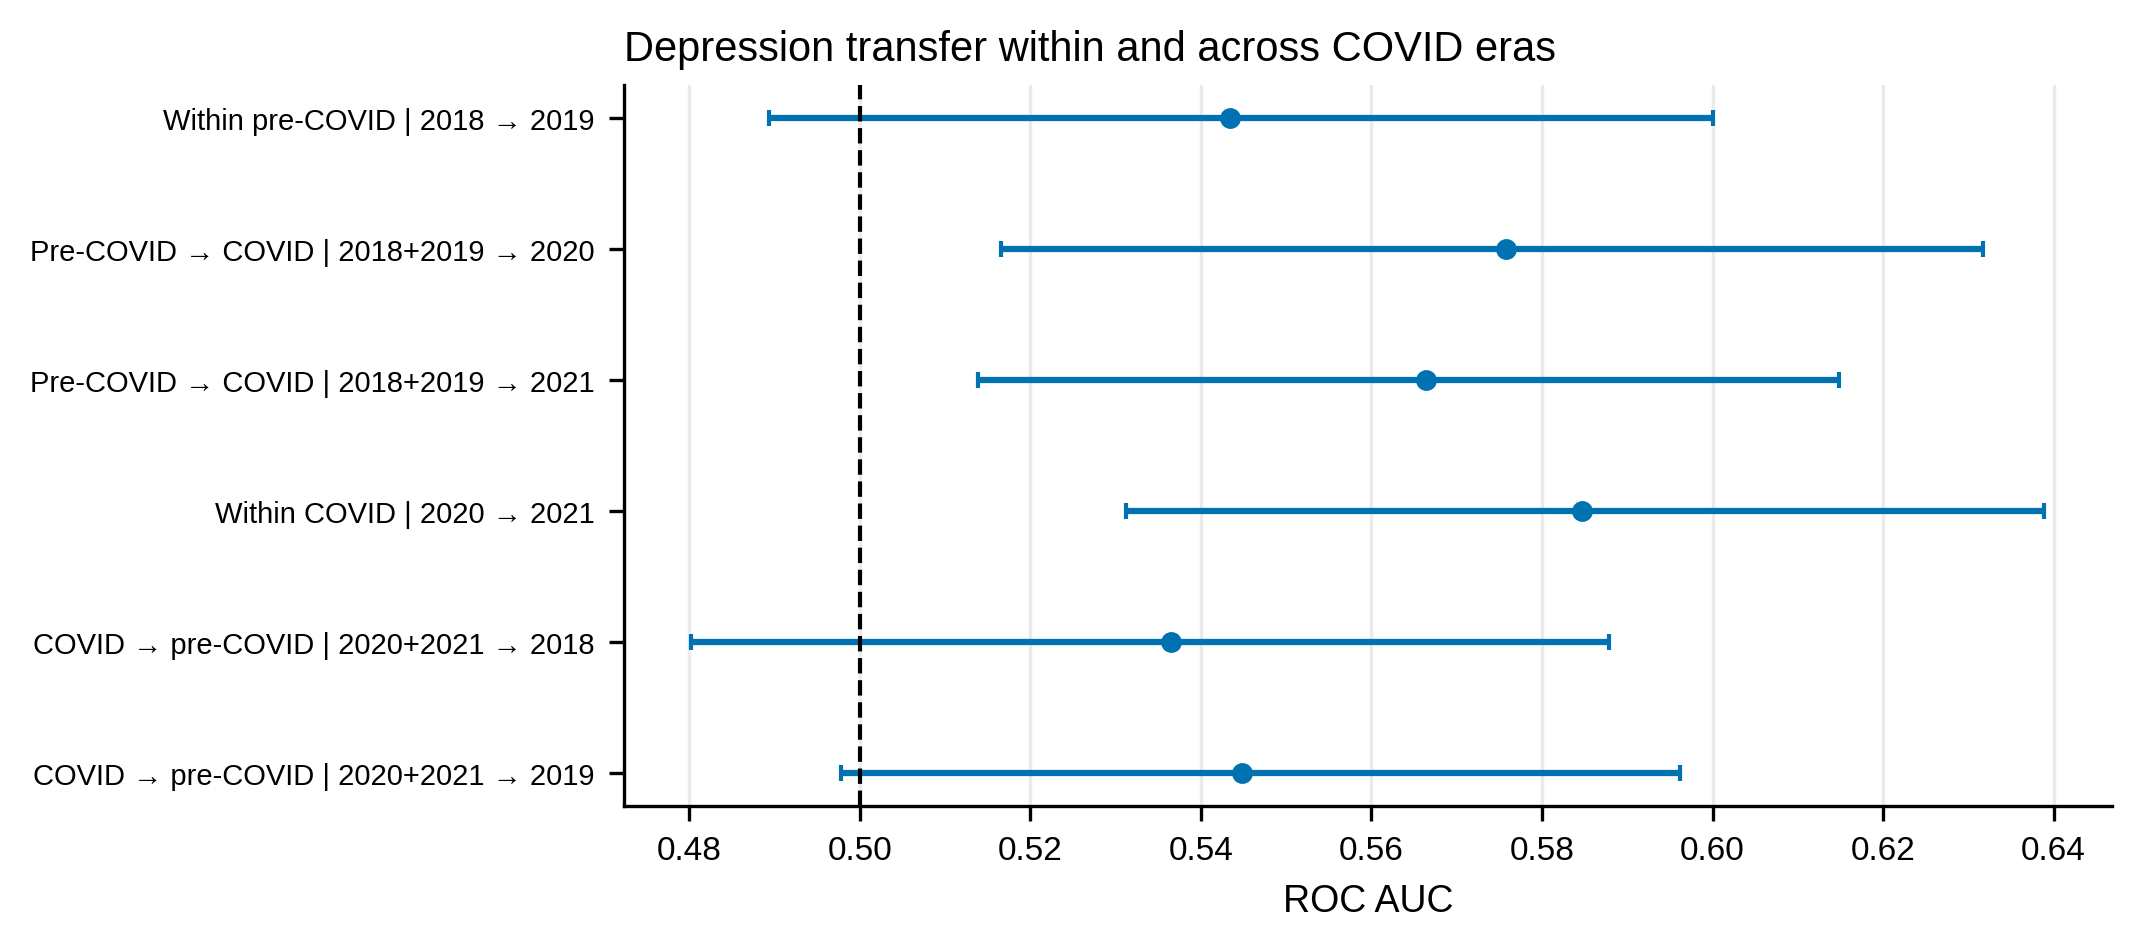 Depression transfer within and across COVID eras
Within pre-COVID | 2018 → 2019
Pre-COVID → COVID | 2018+2019 → 2020
Pre-COVID → COVID | 2018+2019 → 2021
Within COVID | 2020 → 2021
COVID → pre-COVID | 2020+2021 → 2018
COVID → pre-COVID | 2020+2021 → 2019
0.48 0.50 0.52 0.54 0.56 0.58 0.60 0.62 0.64
ROC AUC